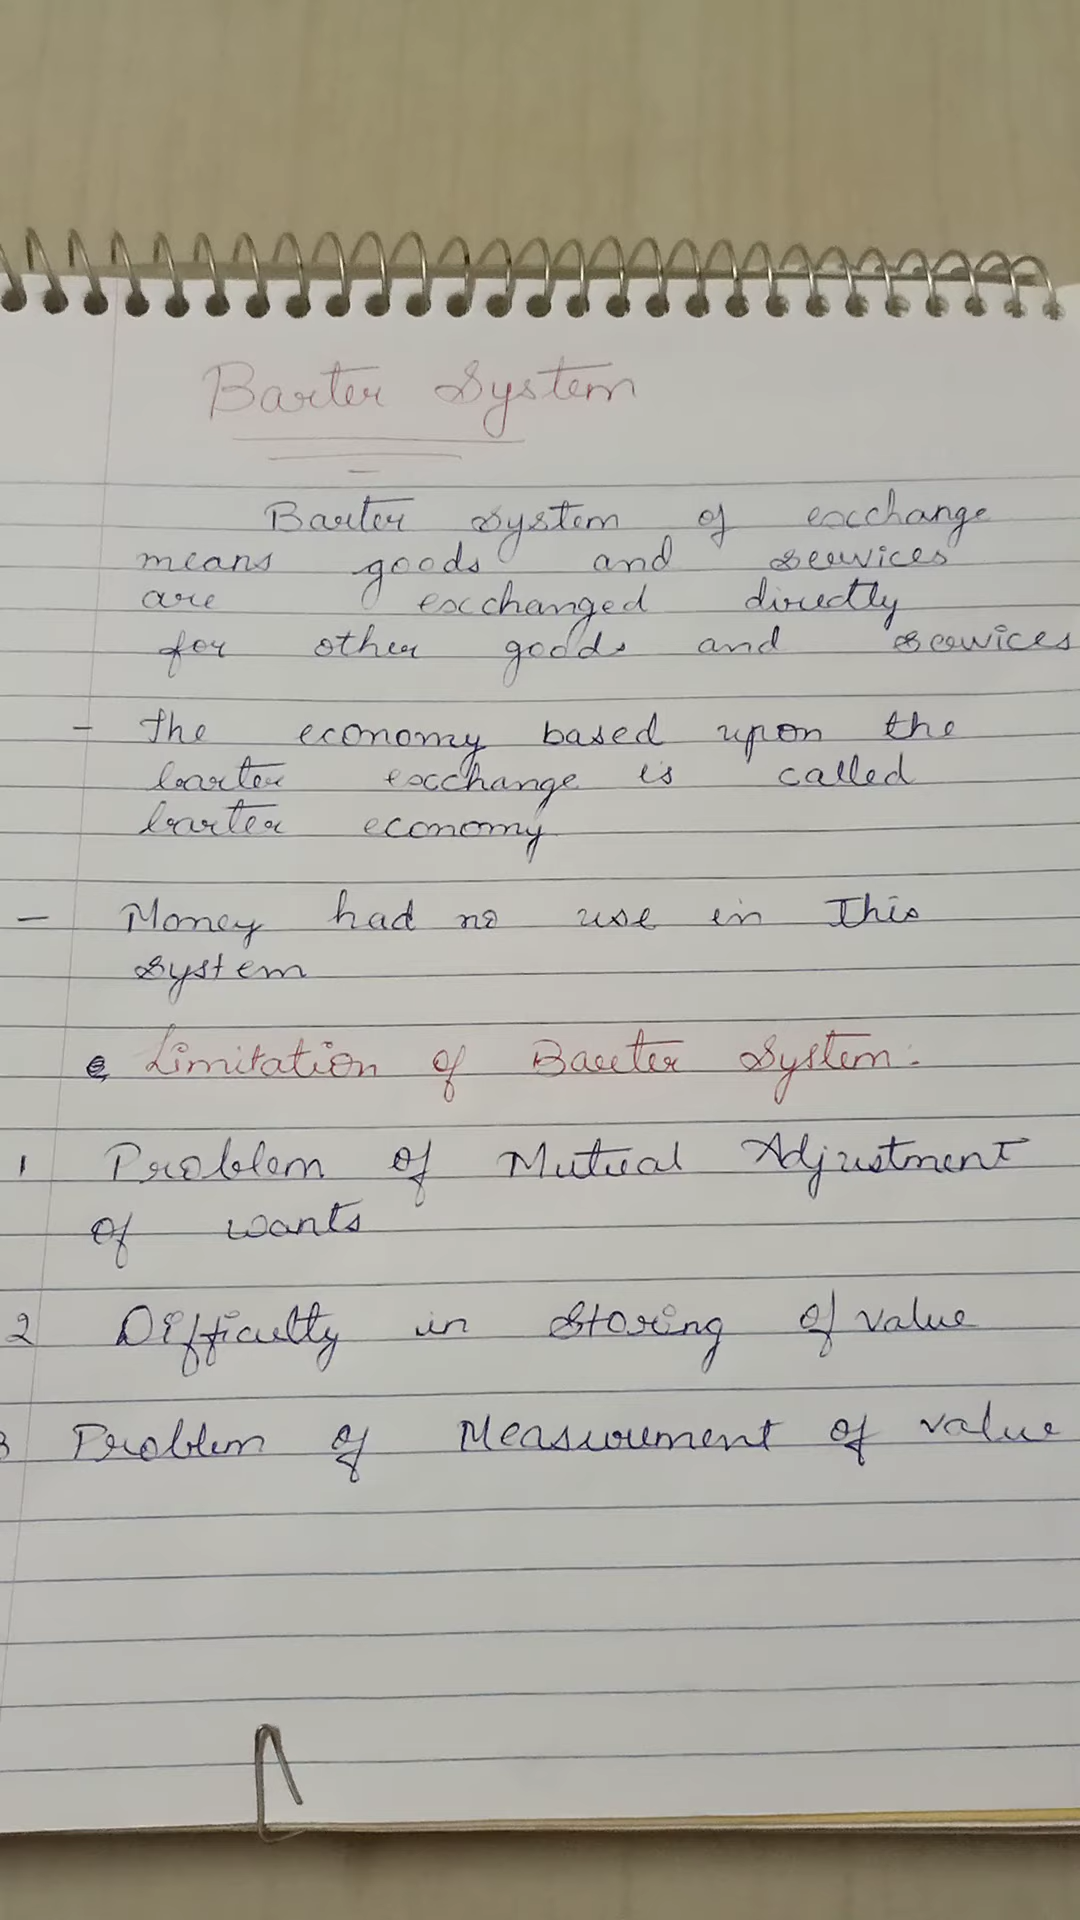 Barter System
Barter system of exchange
means goods and services
are exchanged directly
for other goods and services
- The economy based upon the
barter exchange is called
barter economy
- Money had no use in This
system
Limitation of Barter System.
1 Problem of Mutual Adjustment
of wants
2 Difficulty in Storing of value
3 Problem of Measurement of value